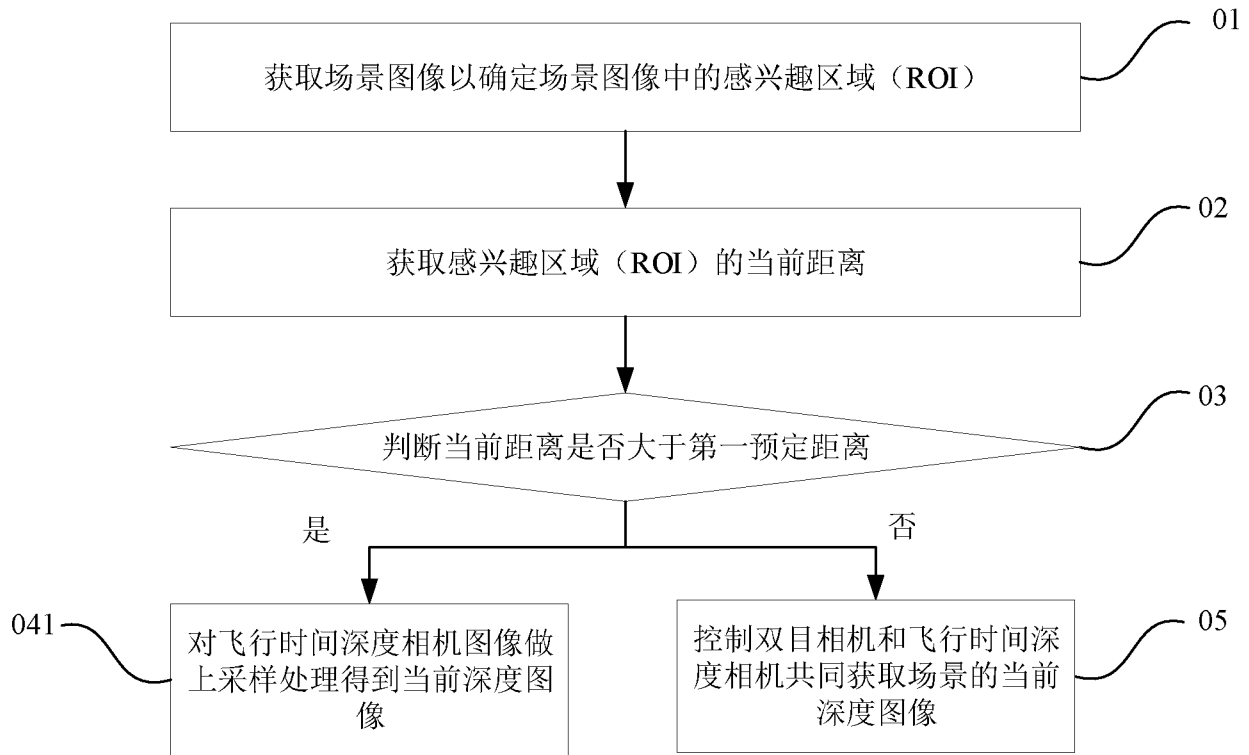 01
获取场景图像以确定场景图像中的感兴趣区域（ROI）
02
获取感兴趣区域（ROI）的当前距离
03
判断当前距离是否大于第一预定距离
是
否
041
对飞行时间深度相机图像做
上采样处理得到当前深度图
像
05
控制双目相机和飞行时间深
度相机共同获取场景的当前
深度图像